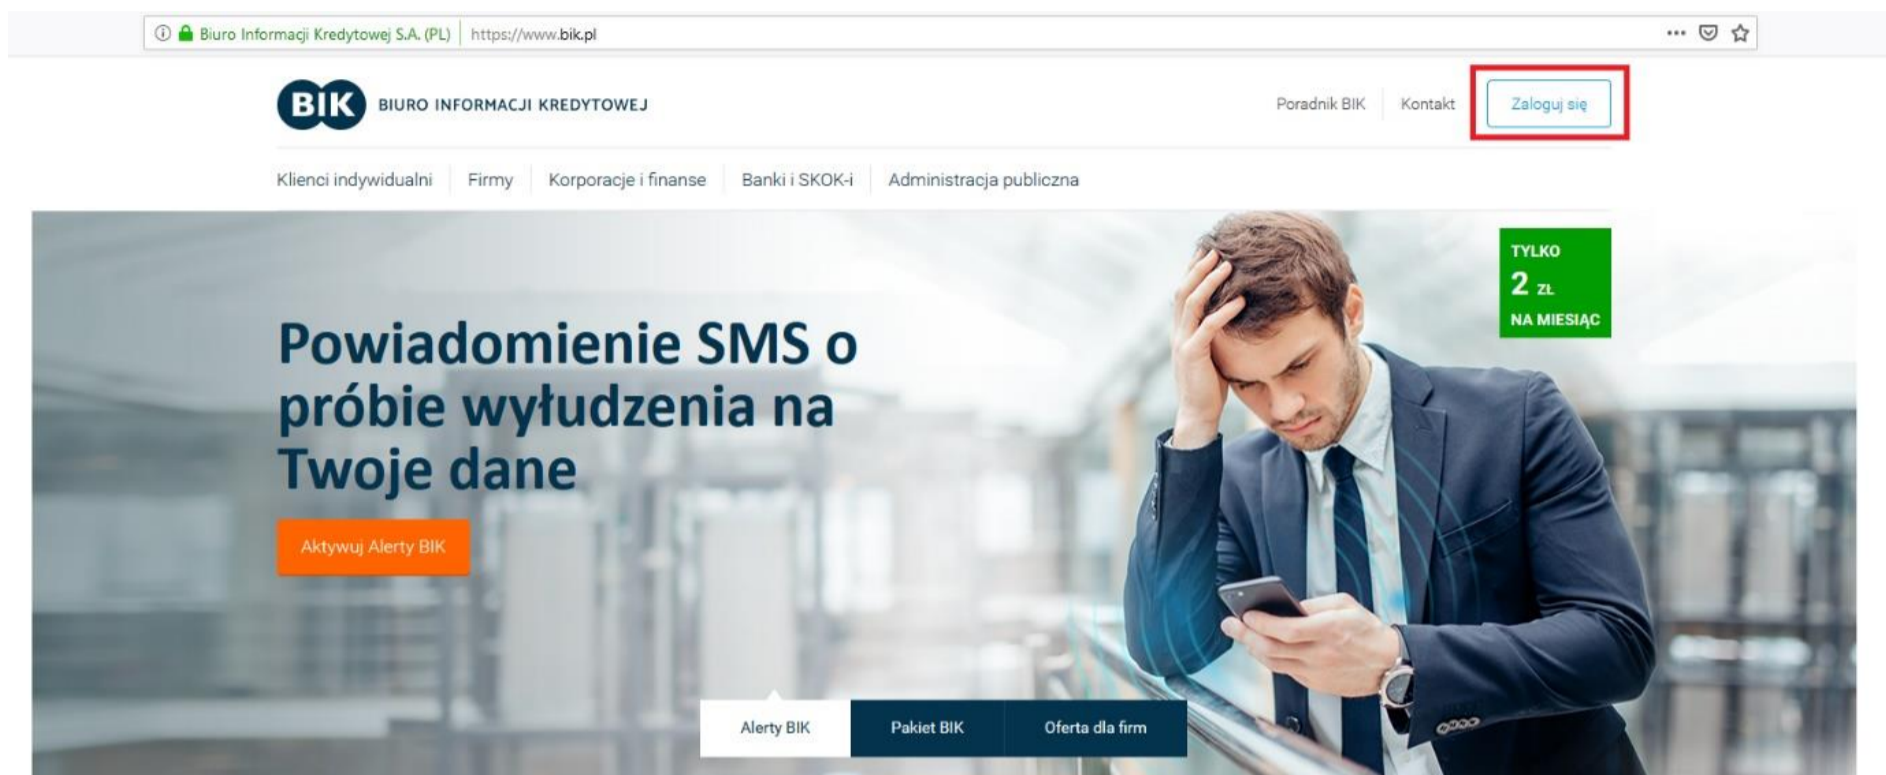 Biuro Informacji Kredytowej S.A. (PL) https://www.bik.pl
BIK BIURO INFORMACJI KREDYTOWEJ
Poradnik BIK Kontakt Zaloguj się
Klienci indywidualni Firmy Korporacje i finanse Banki i SKOK-i Administracja publiczna
TYLKO
2 ZŁ
NA MIESIĄC
Powiadomienie SMS o
próbie wyłudzenia na
Twoje dane
Aktywuj Alerty BIK
Alerty BIK Pakiet BIK Oferta dla firm